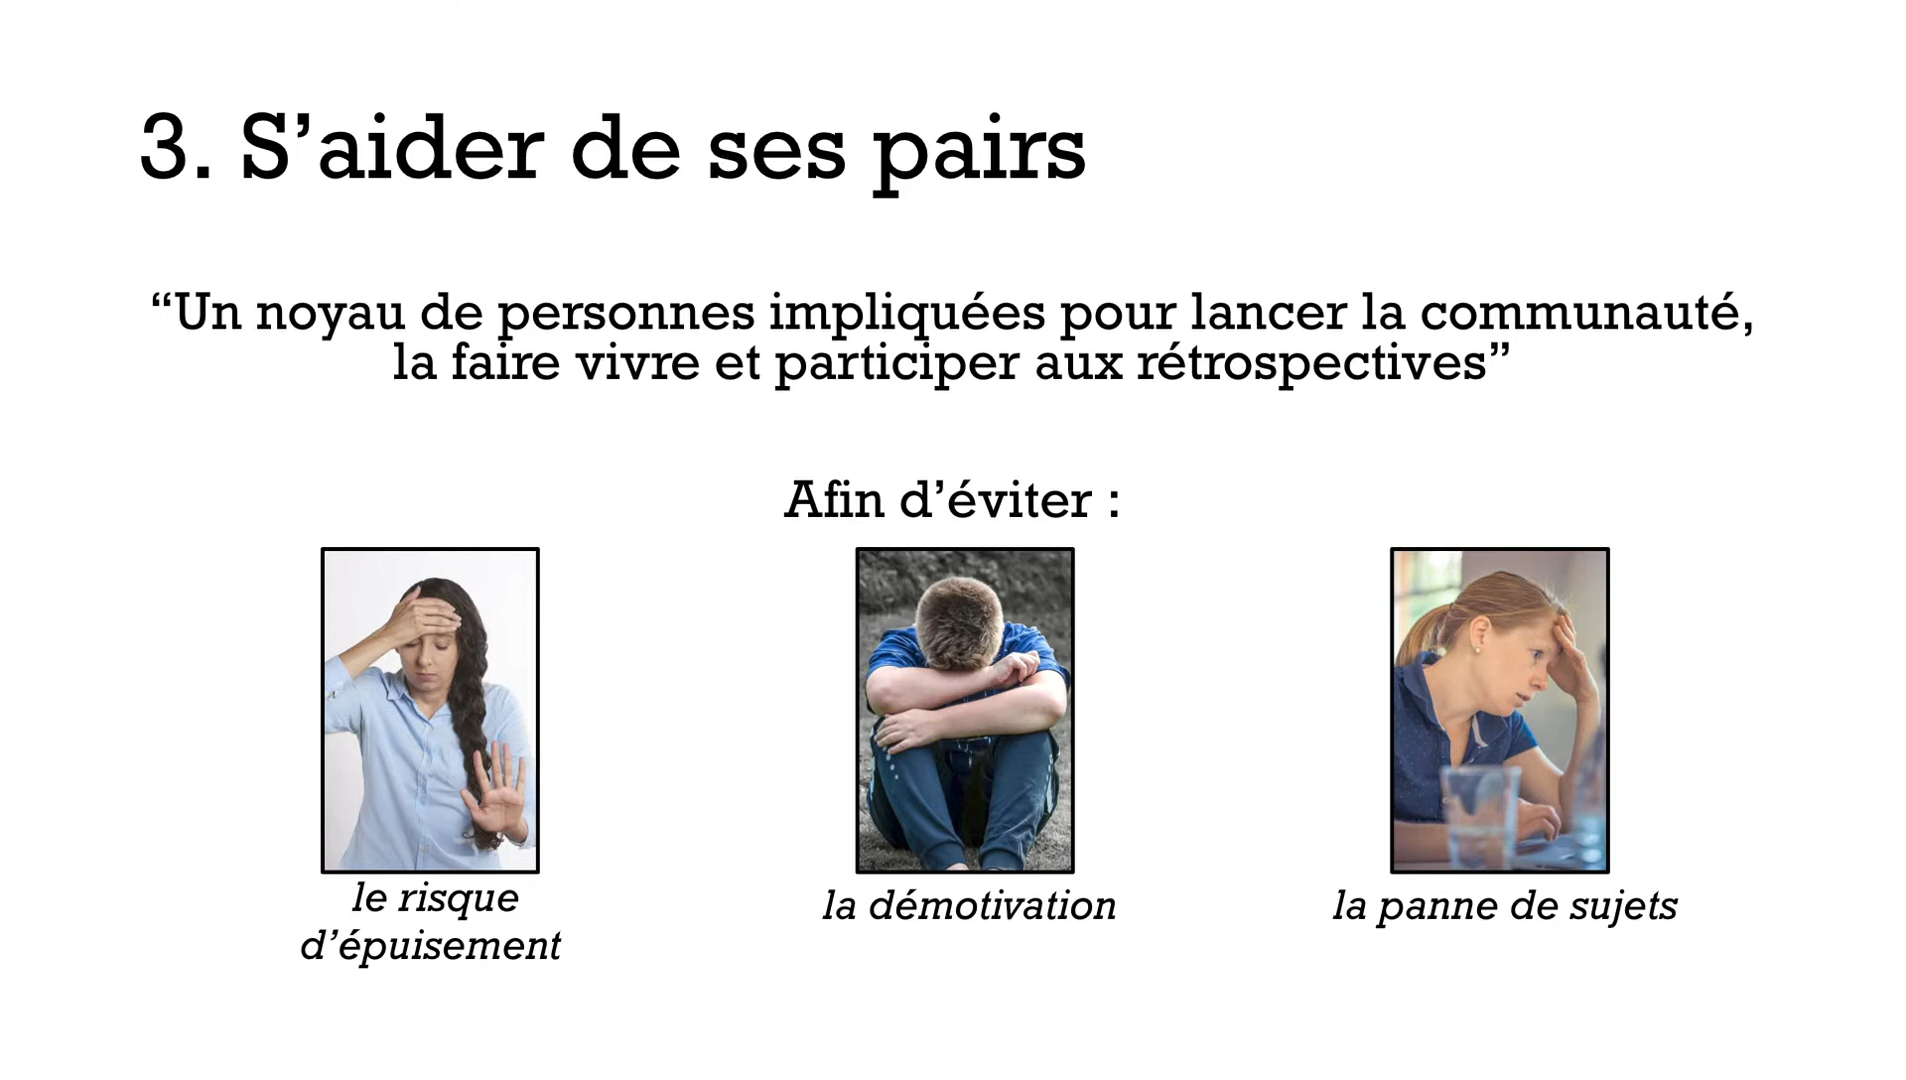 3. S’aider de ses pairs
“Un noyau de personnes impliquées pour lancer la communauté,
la faire vivre et participer aux rétrospectives”
Afin d’éviter :
le risque
d’épuisement
la démotivation
la panne de sujets